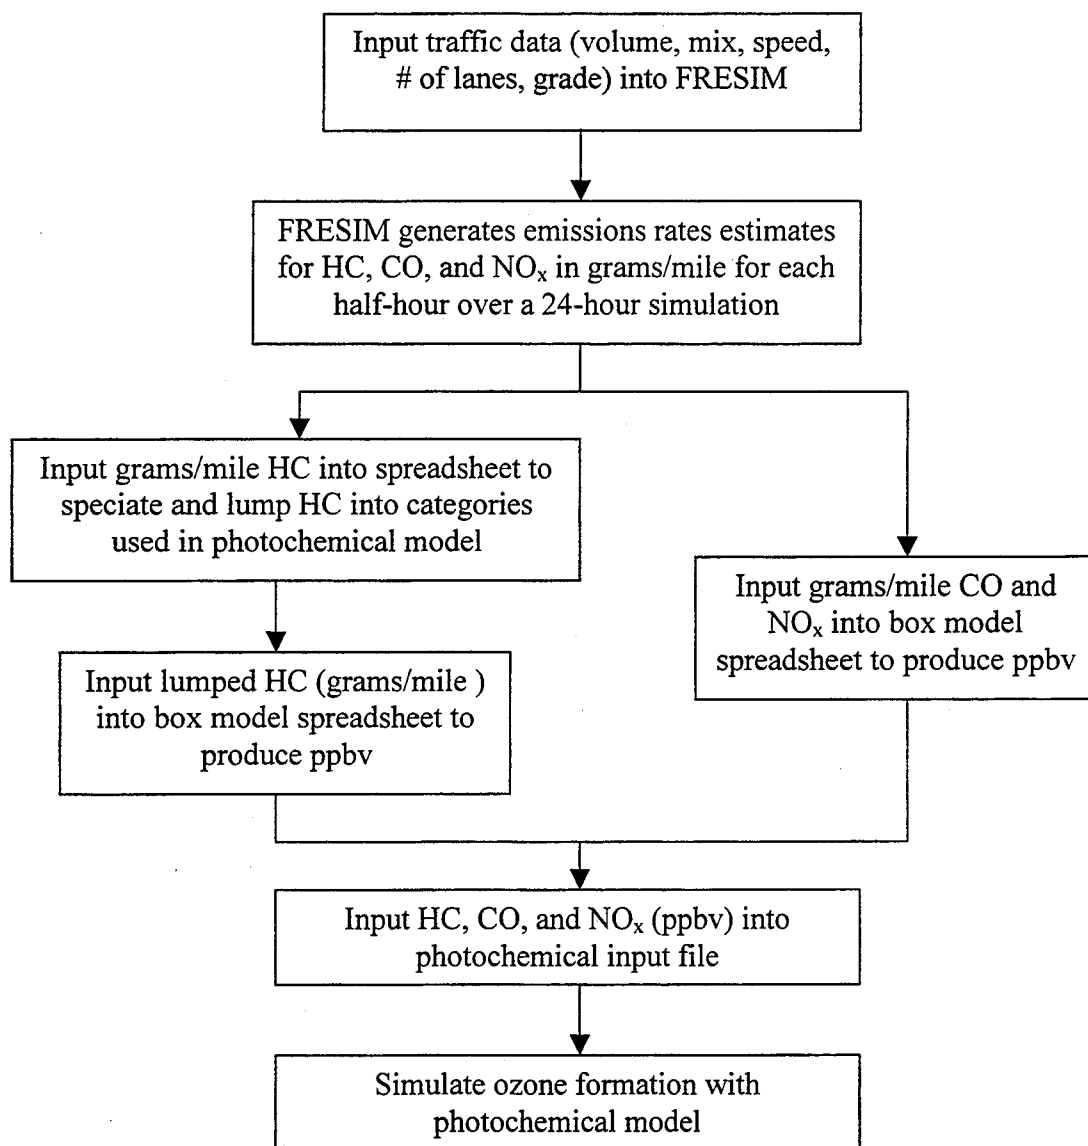 Input traffic data (volume, mix, speed,
# of lanes, grade) into FRESIM
FRESIM generates emissions rates estimates
for HC, CO, and NOₓ in grams/mile for each
half-hour over a 24-hour simulation
Input grams/mile HC into spreadsheet to
speciate and lump HC into categories
used in photochemical model
Input grams/mile CO and
NOₓ into box model
spreadsheet to produce ppbv
Input lumped HC (grams/mile )
into box model spreadsheet to
produce ppbv
Input HC, CO, and NOₓ (ppbv) into
photochemical input file
Simulate ozone formation with
photochemical model